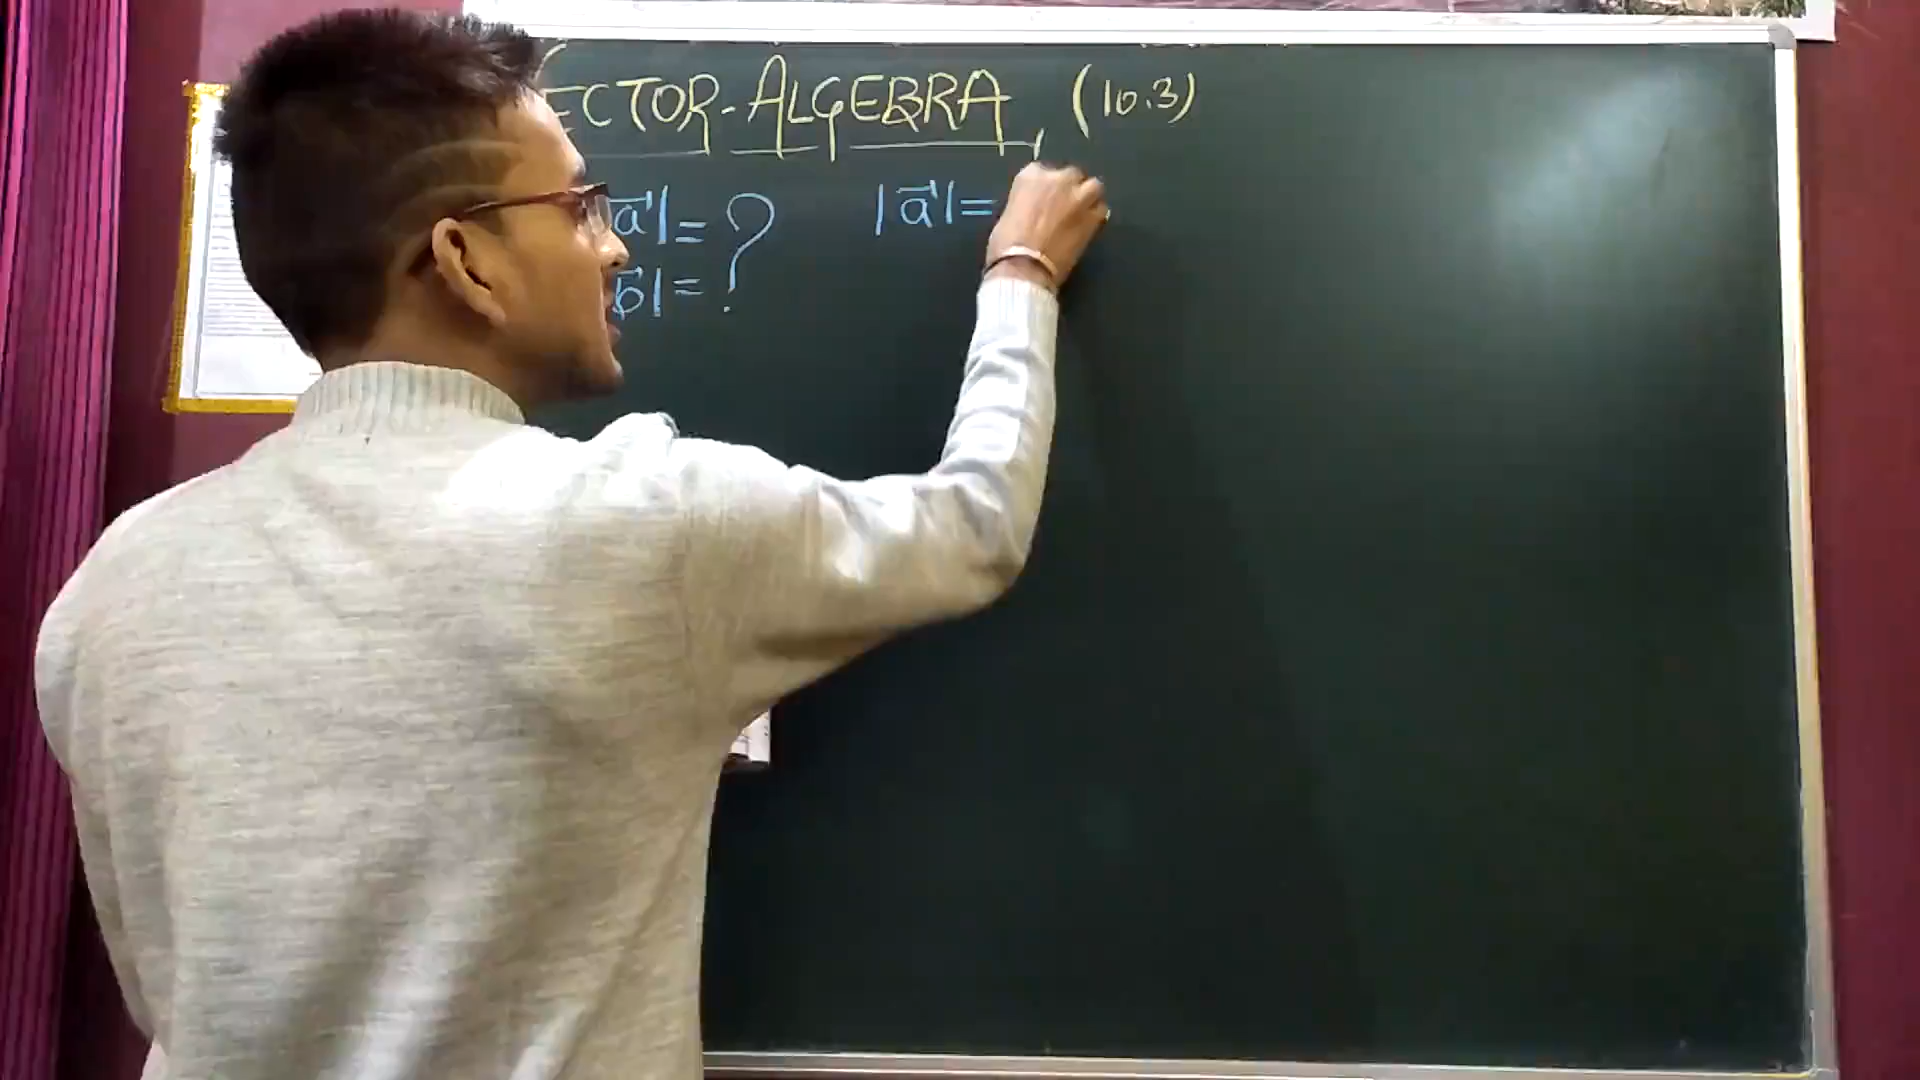 ECTOR-ALGEBRA (10.3)
a⃗|= ? |a⃗|=
b⃗|=